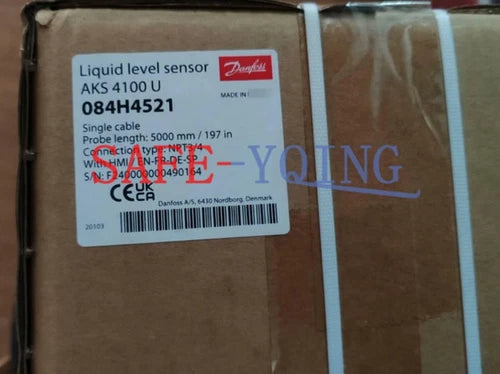 Liquid level sensor
AKS 4100 U
084H4521
Danfoss
MADE IN
Single cable
Probe length: 5000 mm / 197 in
Connection type: NPT3/4
With HMI, EN-FR-DE-SP
S/N: F240000000490164
SAFE-YQING
CE UK CA
Danfoss A/S, 6430 Nordborg, Denmark
20103